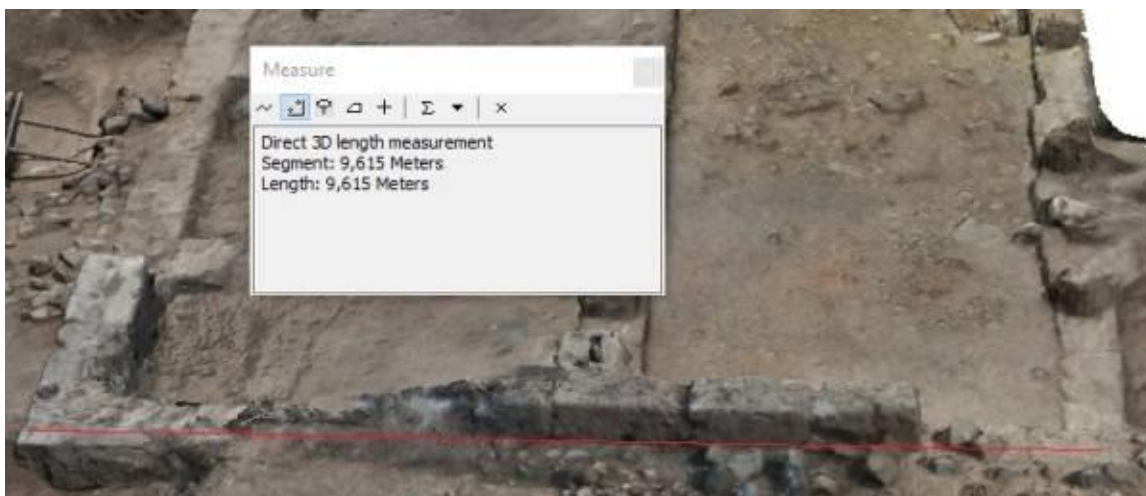 Measure
Direct 3D length measurement
Segment: 9,615 Meters
Length: 9,615 Meters